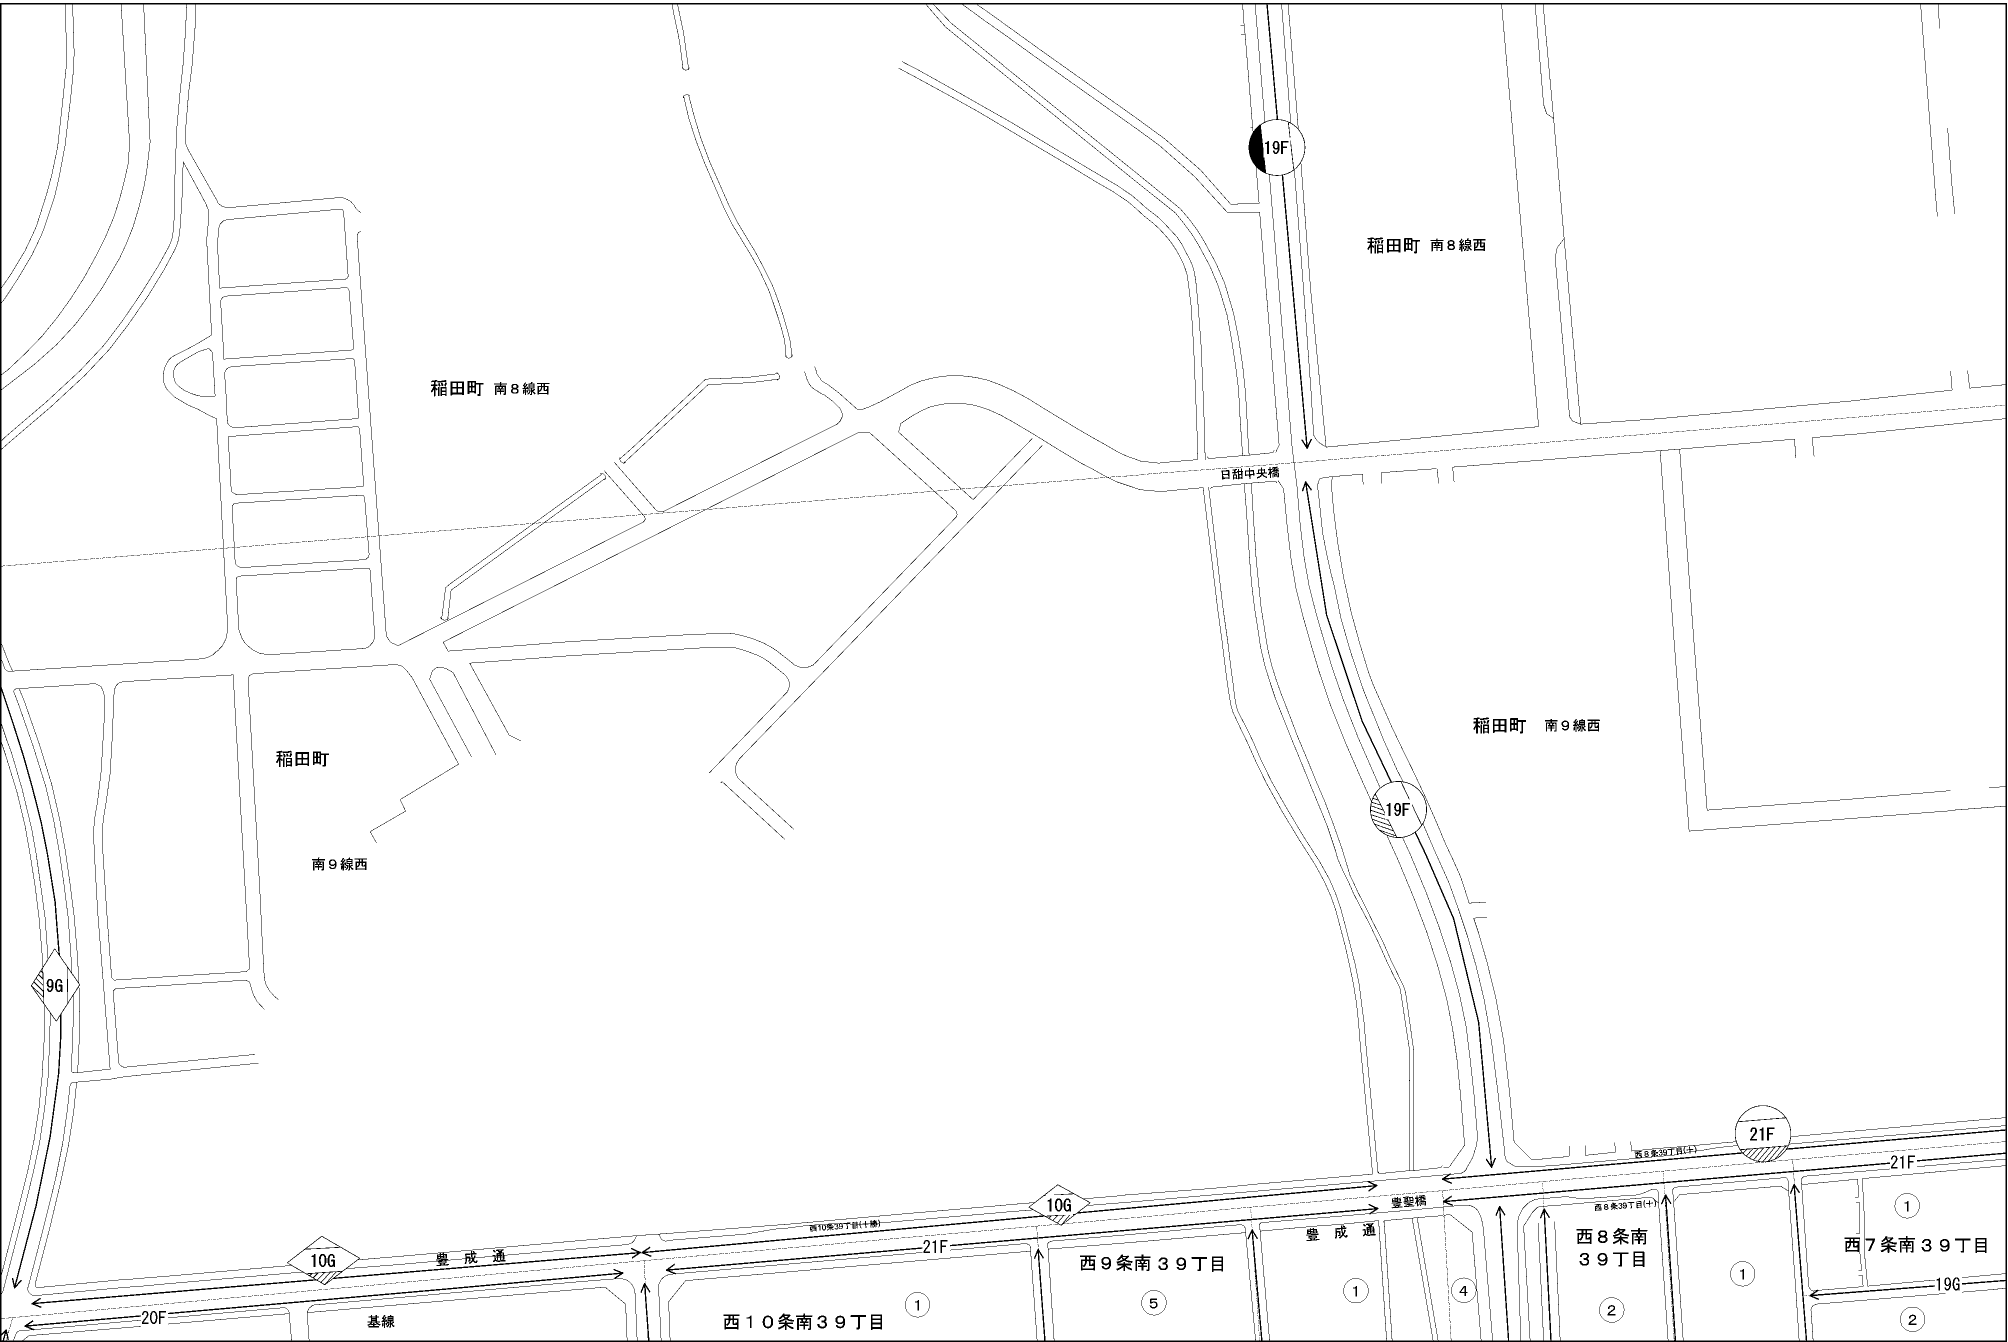 19F
稲田町 南８線西
稲田町 南８線西
日甜中央橋
稲田町 南９線西
稲田町
19F
南９線西
9G
21F
西８条39丁目(十)
21F
10G
豊聖橋
西８条39丁目(十)
①
西10条39丁目(十勝)
豊成通
西８条南
３９丁目
西７条南３９丁目
21F
豊成通
10G
西９条南３９丁目
①
④
①
19G
⑤
①
②
②
20F
基線
西１０条南３９丁目